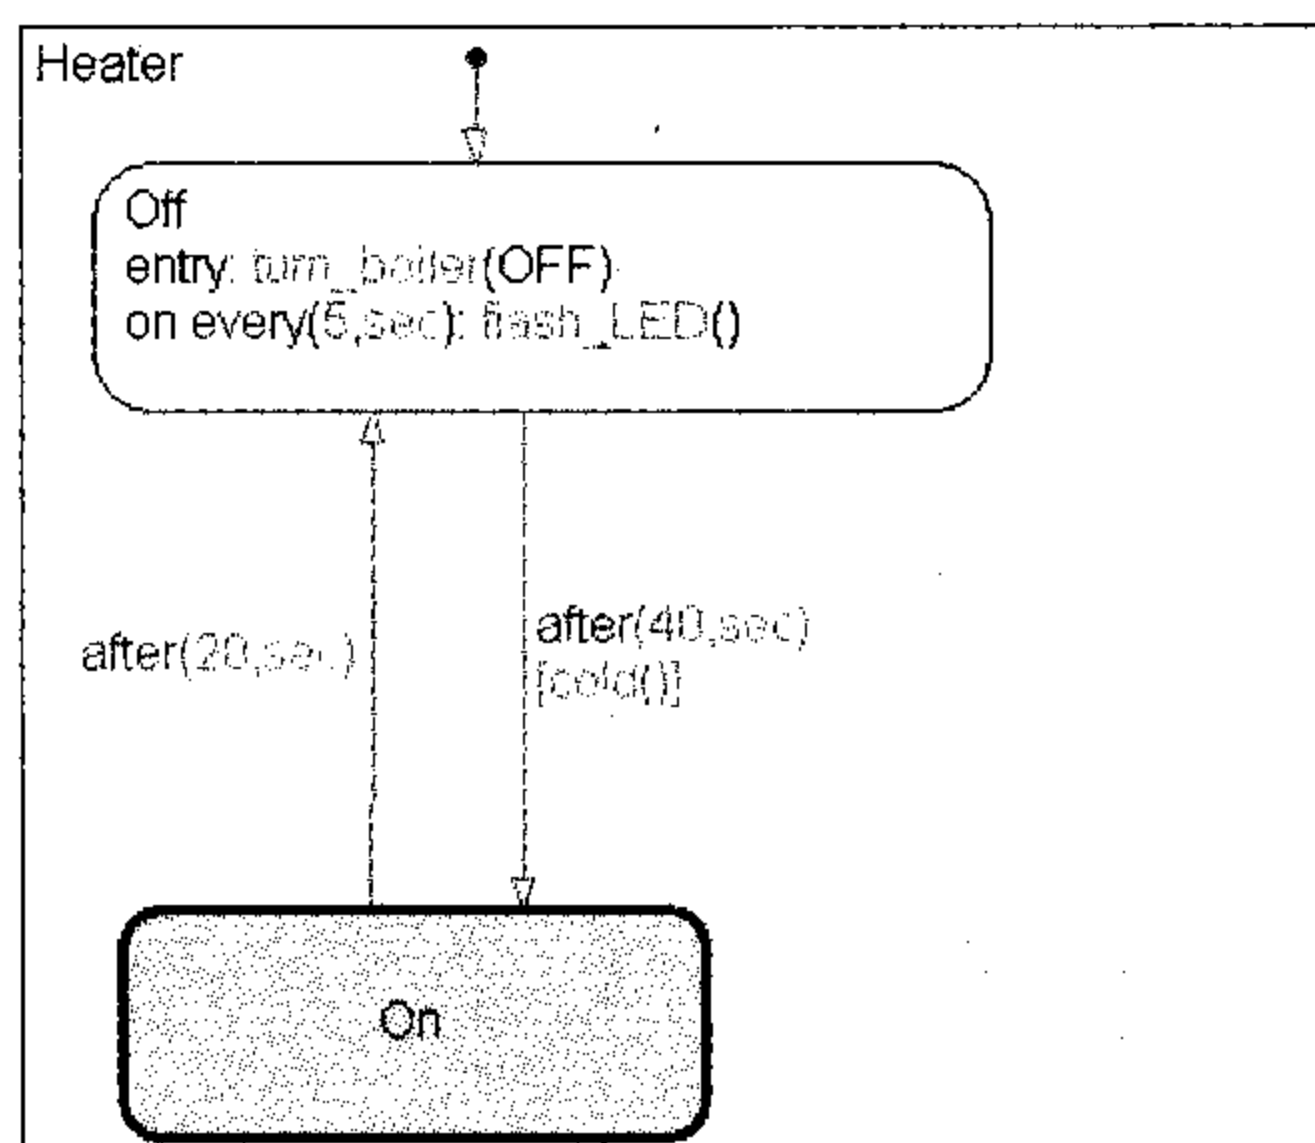 Heater
Off
entry: turn_boiler(OFF)
on every(5,sec): flash_LED()
after(20,sec)
after(40,sec)
[cold()]
On